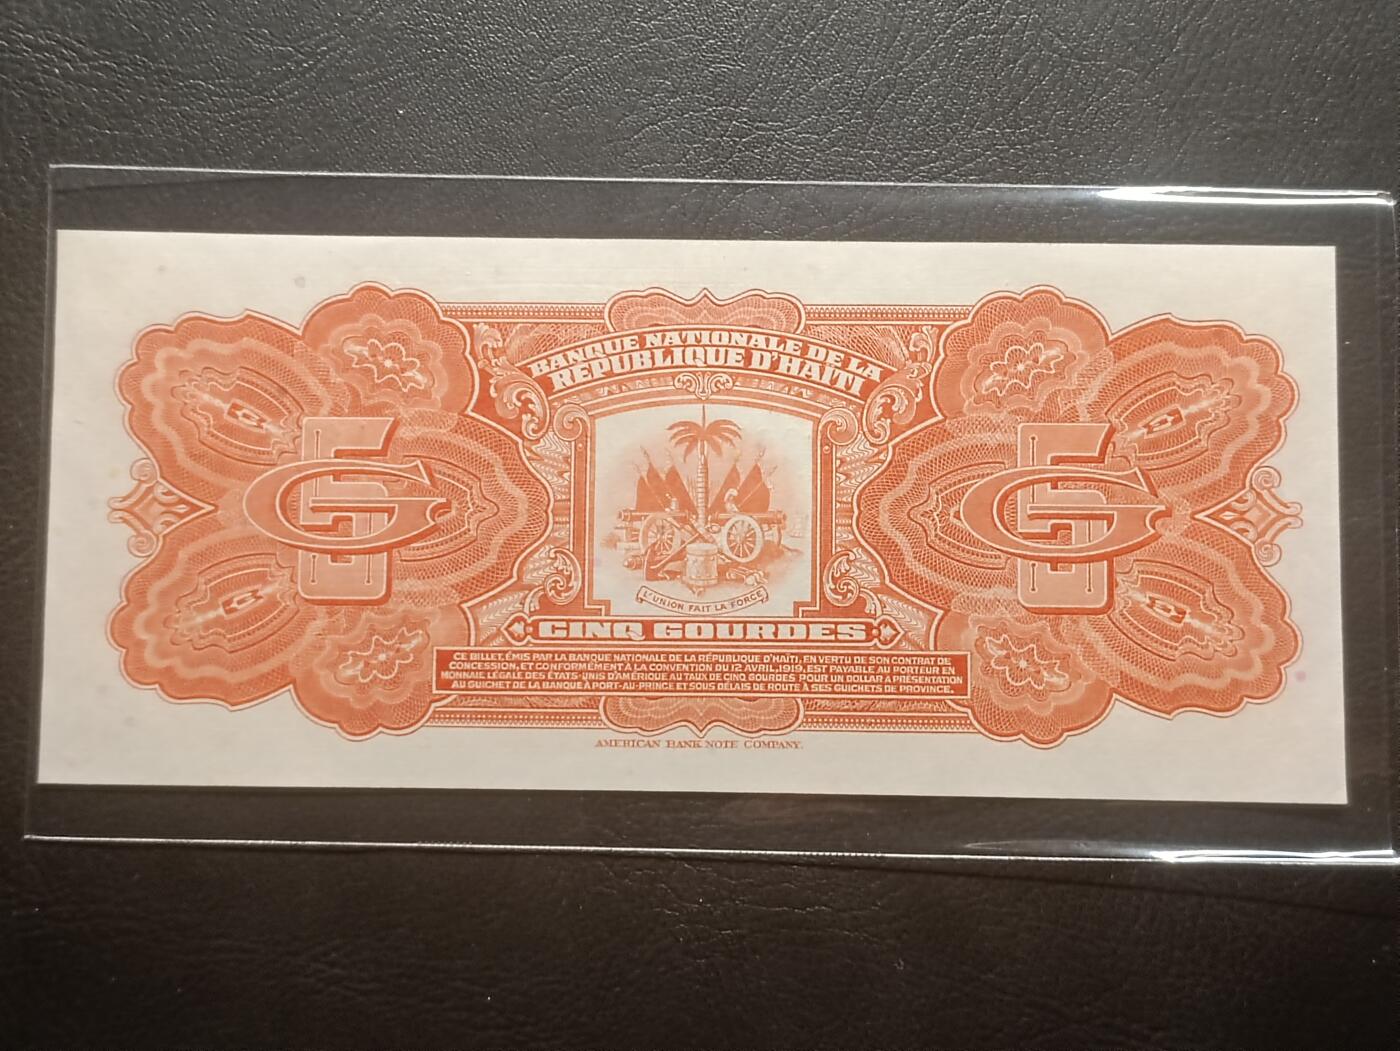 BANQUE NATIONALE DE LA
RÉPUBLIQUE D'HAÏTI
5
G
5
G
L'UNION FAIT LA FORCE
CINQ GOURDES
CE BILLET, ÉMIS PAR LA BANQUE NATIONALE DE LA RÉPUBLIQUE D'HAÏTI, EN VERTU DE SON CONTRAT DE
CONCESSION, ET CONFORMÉMENT À LA CONVENTION DU 12 AVRIL, 1919, EST PAYABLE AU PORTEUR EN
MONNAIE LÉGALE DES ÉTATS-UNIS D'AMÉRIQUE AU TAUX DE CINQ GOURDES POUR UN DOLLAR À PRÉSENTATION
AU GUICHET DE LA BANQUE À PORT-AU-PRINCE ET SOUS DÉLAIS DE ROUTE À SES GUICHETS DE PROVINCE.
AMERICAN BANK NOTE COMPANY.